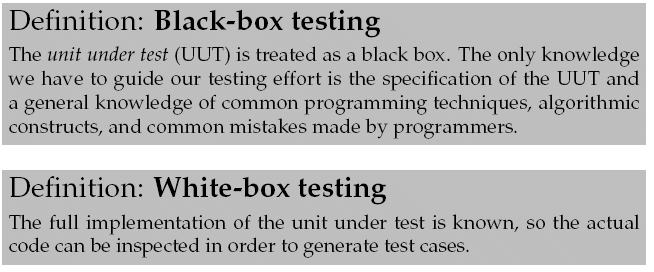 Definition: Black-box testing
The unit under test (UUT) is treated as a black box. The only knowledge
we have to guide our testing effort is the specification of the UUT and
a general knowledge of common programming techniques, algorithmic
constructs, and common mistakes made by programmers.
Definition: White-box testing
The full implementation of the unit under test is known, so the actual
code can be inspected in order to generate test cases.